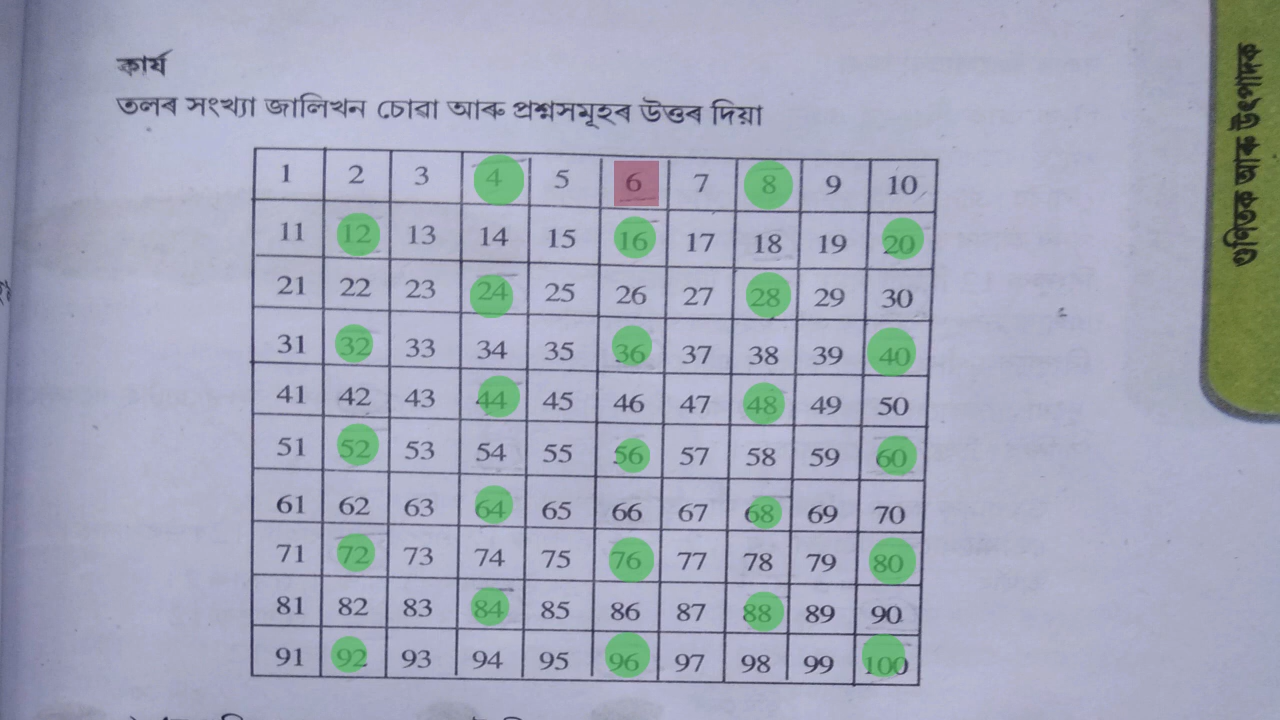 কাৰ্য
তলৰ সংখ্যা জালিখন চোৱা আৰু প্ৰশ্নসমূহৰ উত্তৰ দিয়া
1 2 3 4 5 6 7 8 9 10
11 12 13 14 15 16 17 18 19 20
21 22 23 24 25 26 27 28 29 30
31 32 33 34 35 36 37 38 39 40
41 42 43 44 45 46 47 48 49 50
51 52 53 54 55 56 57 58 59 60
61 62 63 64 65 66 67 68 69 70
71 72 73 74 75 76 77 78 79 80
81 82 83 84 85 86 87 88 89 90
91 92 93 94 95 96 97 98 99 100
গুণিতক আৰু উৎপাদক